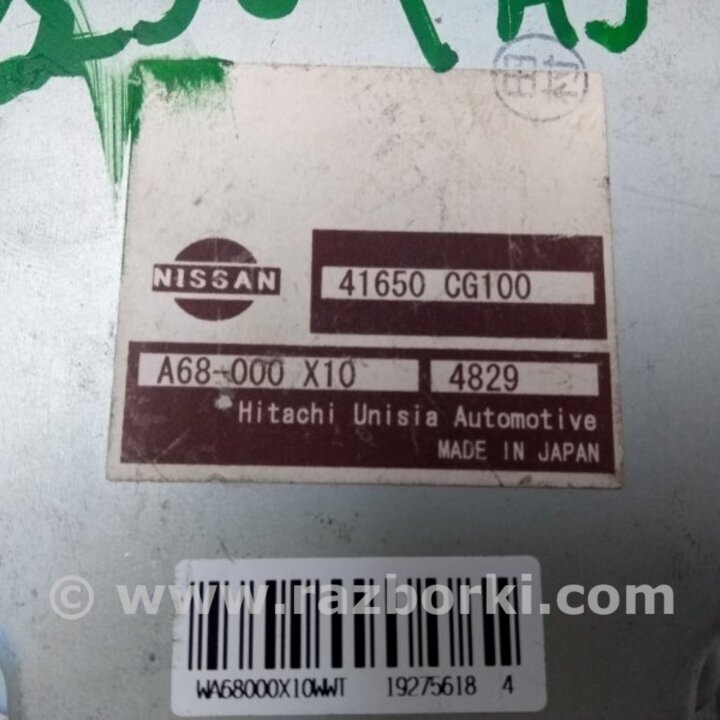 NISSAN
41650 CG100
A68-000 X10 4829
Hitachi Unisia Automotive
MADE IN JAPAN
© www.razborki.com
WA68000X10WWT 19275618 4